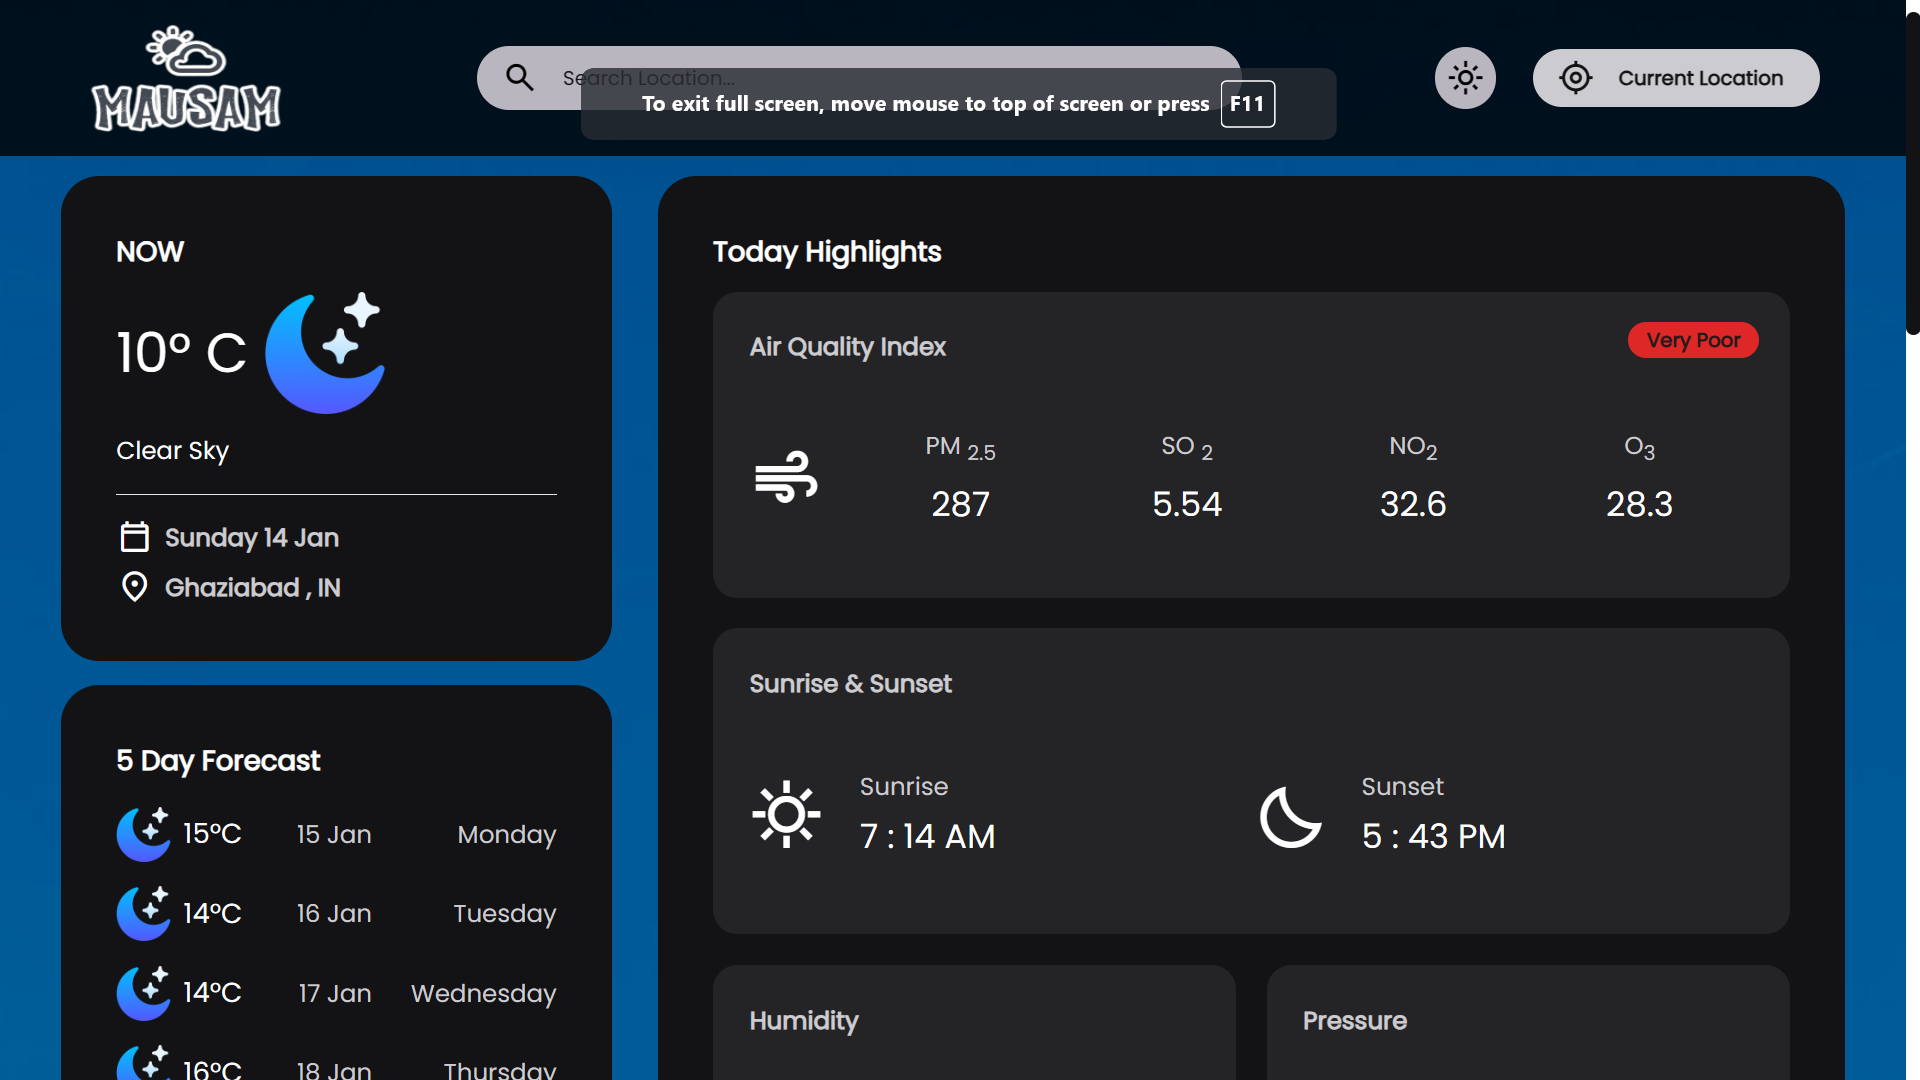 MAUSAM
Search Location...
To exit full screen, move mouse to top of screen or press F11
Current Location
NOW
10° C
Clear Sky
Sunday 14 Jan
Ghaziabad , IN
5 Day Forecast
15°C 15 Jan Monday
14°C 16 Jan Tuesday
14°C 17 Jan Wednesday
16°C 18 Jan Thursday
Today Highlights
Air Quality Index
Very Poor
PM 2.5 SO 2 NO2 O3
287 5.54 32.6 28.3
Sunrise & Sunset
Sunrise Sunset
7 : 14 AM 5 : 43 PM
Humidity Pressure